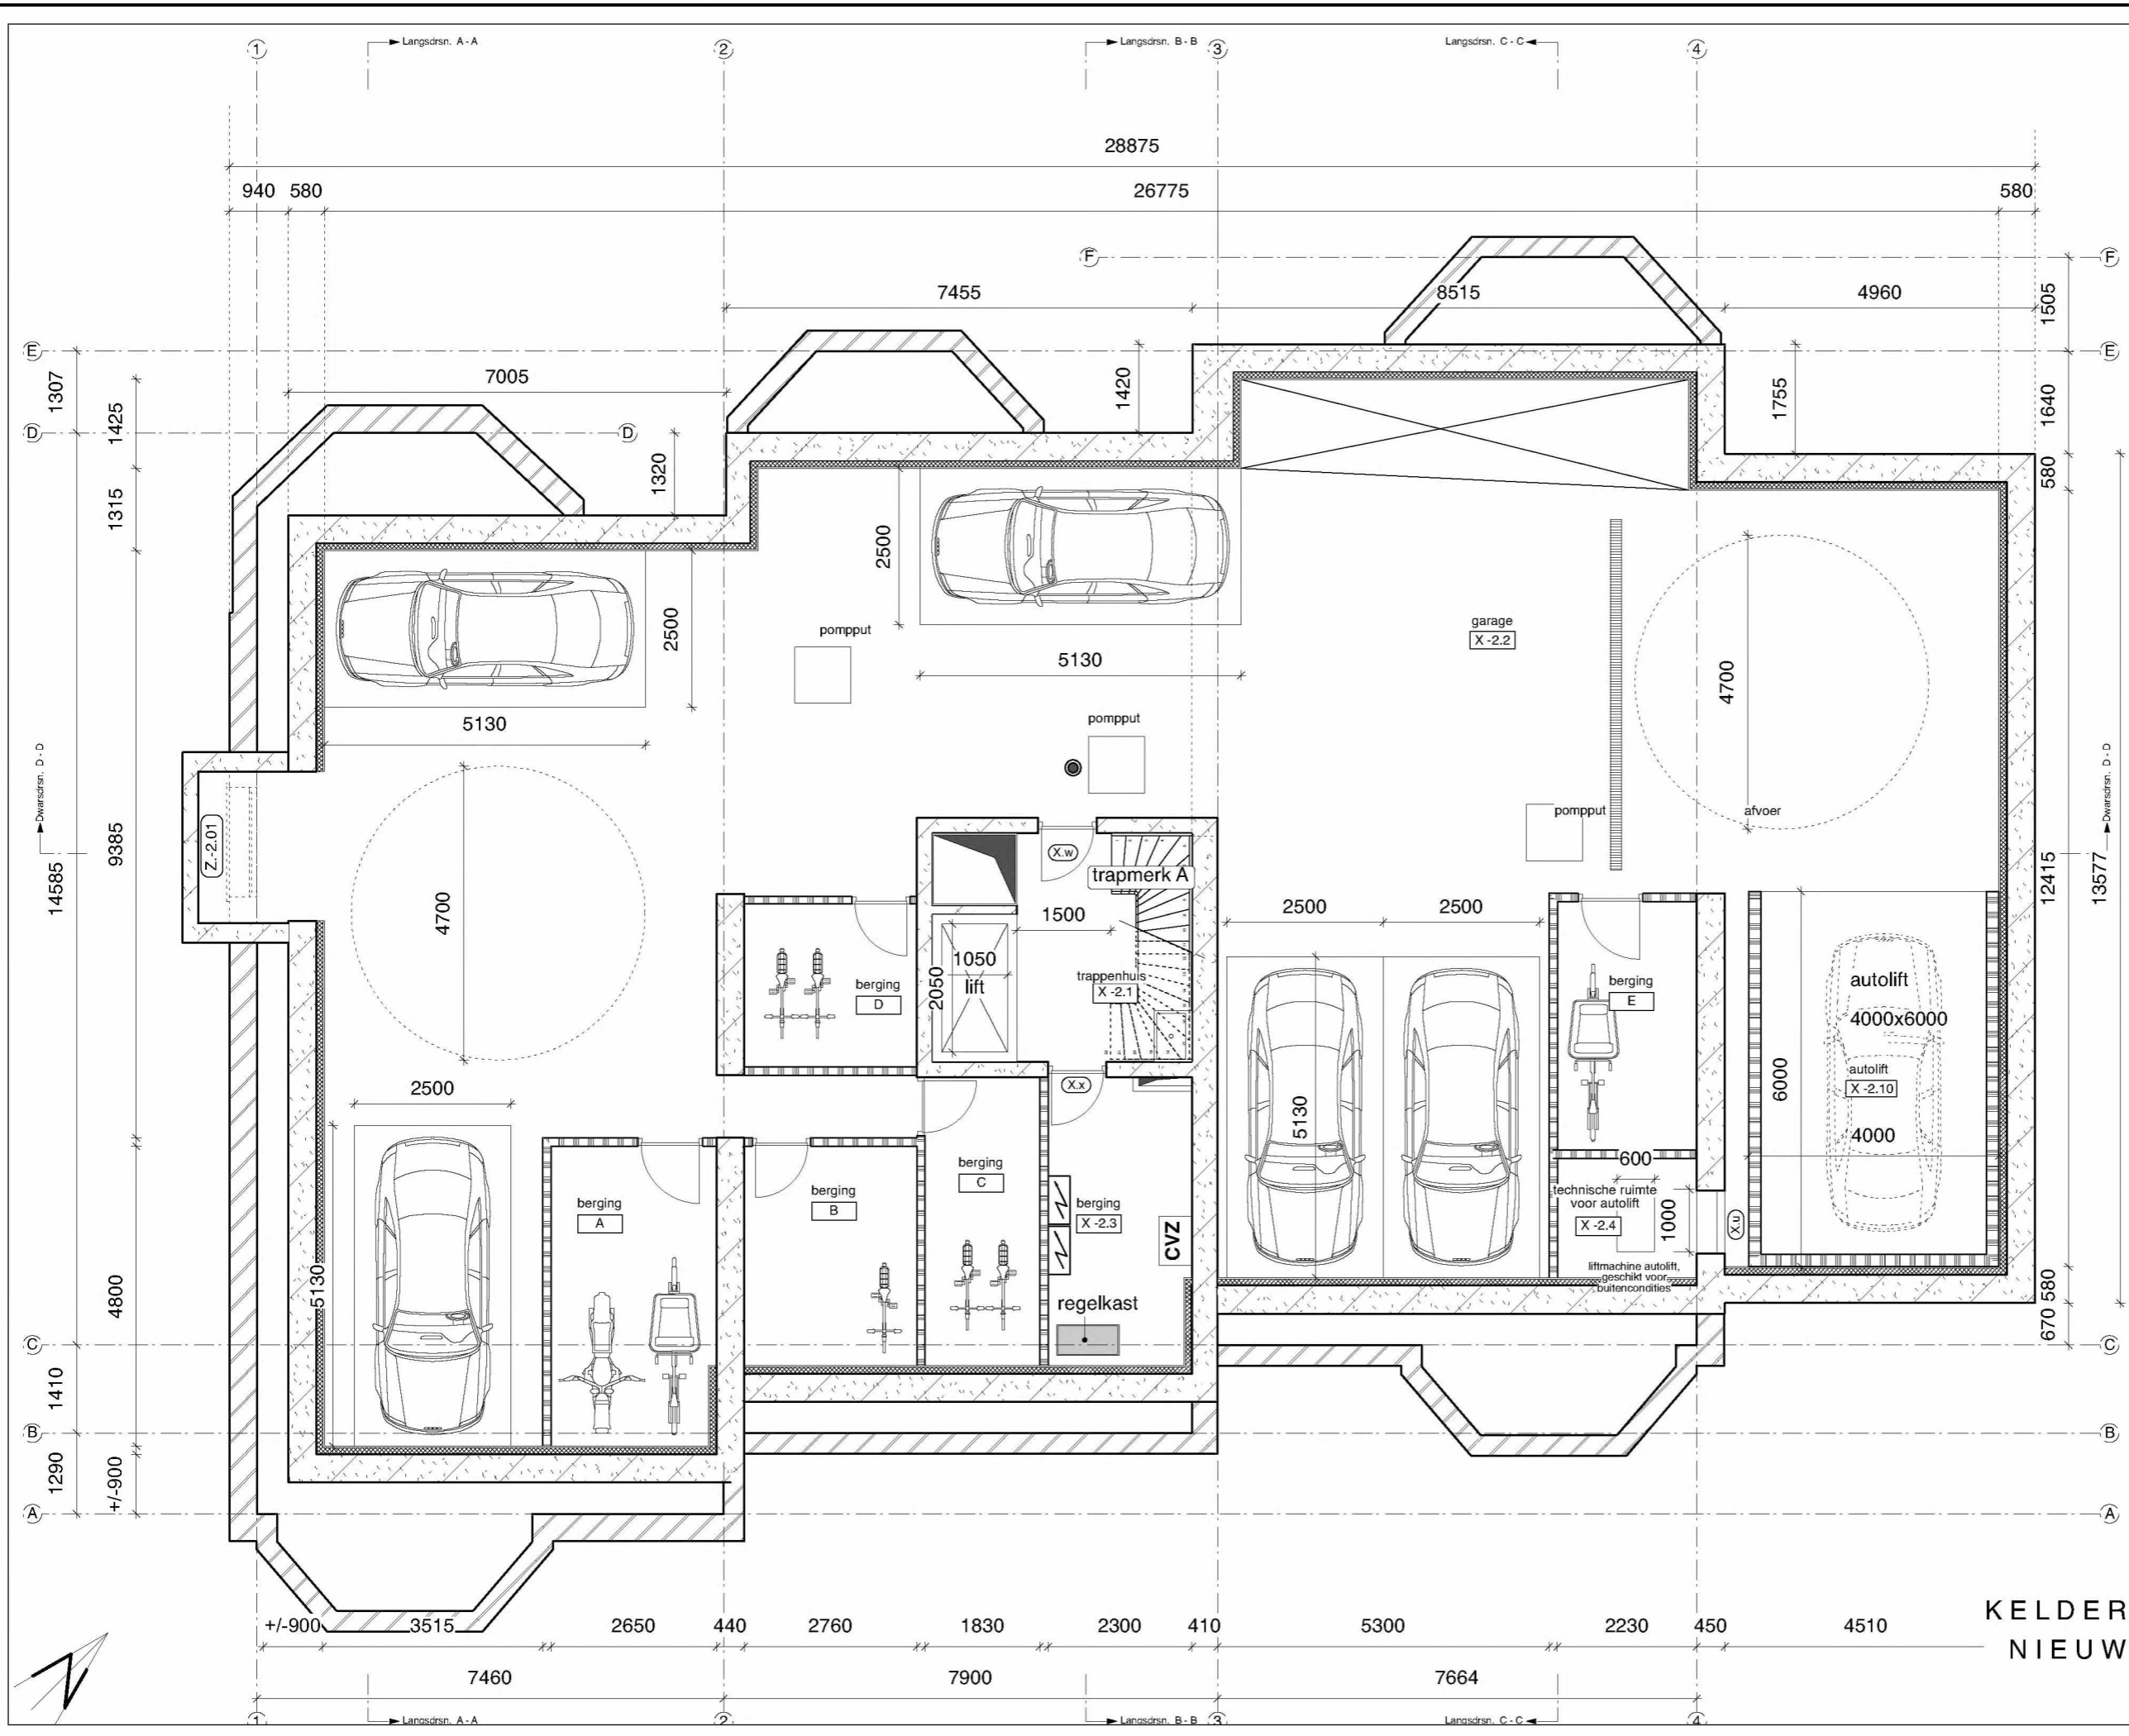 1
Langsdrsn. A - A
2
Langsdrsn. B - B
3
Langsdrsn. C - C
4
28875
940
580
26775
580
F
F
7455
8515
4960
1505
E
E
1307
7005
1420
1755
1640
1425
D
D
1320
580
1315
2500
2500
garage
X -2.2
pompput
5130
4700
pompput
5130
Dwarsdrsn. D - D
Dwarsdrsn. D - D
pompput
afvoer
Z.-2.01
9385
14585
X.w
trapmerk A
12415
13577
4700
1500
2500
2500
1050
lift
2050
trappenhuis
X -2.1
berging
D
berging
E
autolift
4000x6000
autolift
X -2.10
6000
4000
2500
X.x
5130
600
berging
A
berging
B
berging
C
berging
X -2.3
CVZ
technische ruimte
voor autolift
X -2.4
1000
X.u
liftmachine autolift,
geschikt voor
buitencondities
5130
4800
regelkast
580
670
C
C
1410
B
B
1290
+/-900
A
A
+/-900
3515
2650
440
2760
1830
2300
410
5300
2230
450
4510
KELDER
NIEUW
7460
7900
7664
1
Langsdrsn. A - A
2
Langsdrsn. B - B
3
Langsdrsn. C - C
4